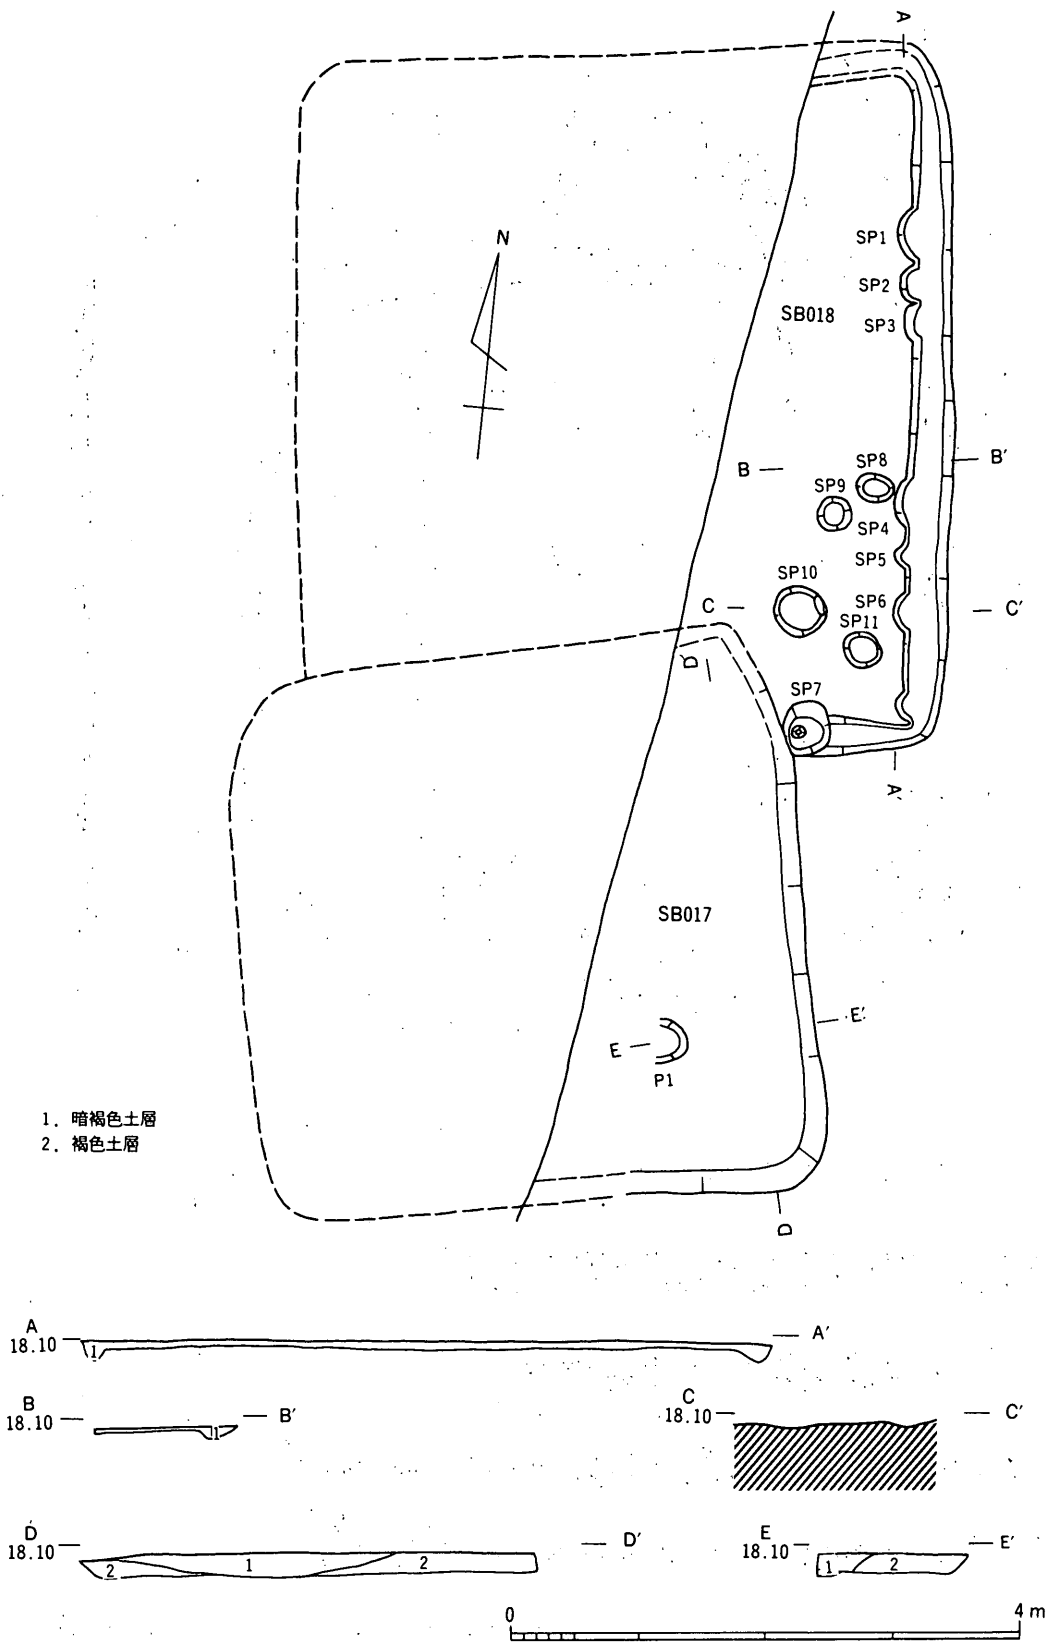 A
N
SP1
SP2
SB018
SP3
B
SP8
B′
SP9
SP4
SP5
SP10
SP6
C
C′
SP11
D′
SP7
A′
SB017
E′
E
P1
1. 暗褐色土層
2. 褐色土層
D
A
18.10
1
A′
B
18.10
1
B′
C
18.10
C′
D
18.10
2
1
2
D′
E
18.10
1
2
E′
0
4 m